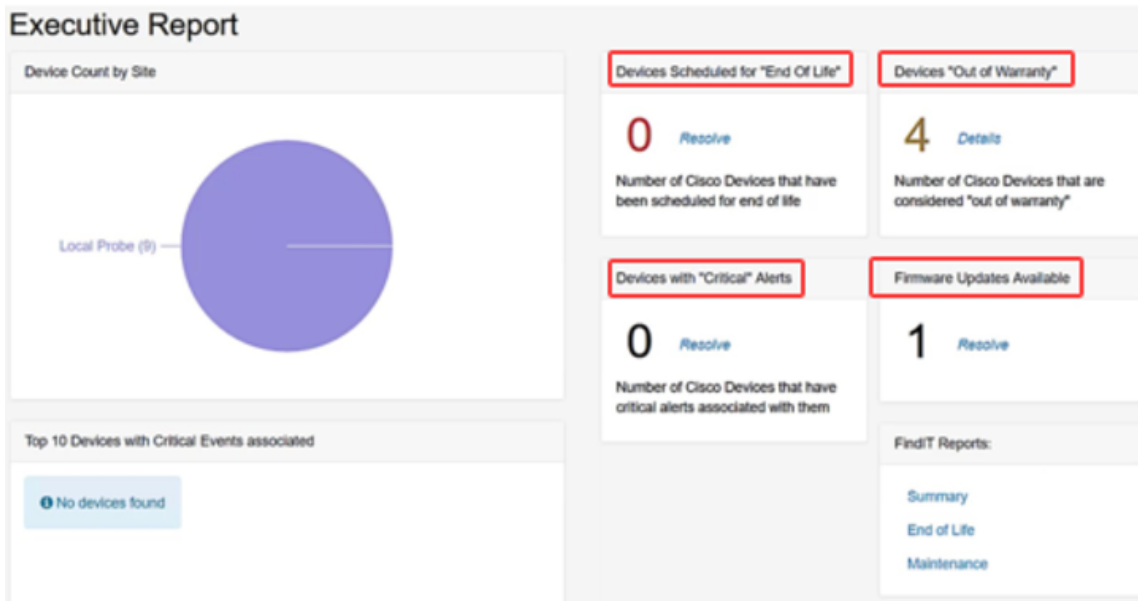 Executive Report
Device Count by Site
Local Probe (9)
Top 10 Devices with Critical Events associated
No devices found
Devices Scheduled for "End Of Life"
0 Resolve
Number of Cisco Devices that have
been scheduled for end of life
Devices "Out of Warranty"
4 Details
Number of Cisco Devices that are
considered "out of warranty"
Devices with "Critical" Alerts
0 Resolve
Number of Cisco Devices that have
critical alerts associated with them
Firmware Updates Available
1 Resolve
FindIT Reports:
Summary
End of Life
Maintenance